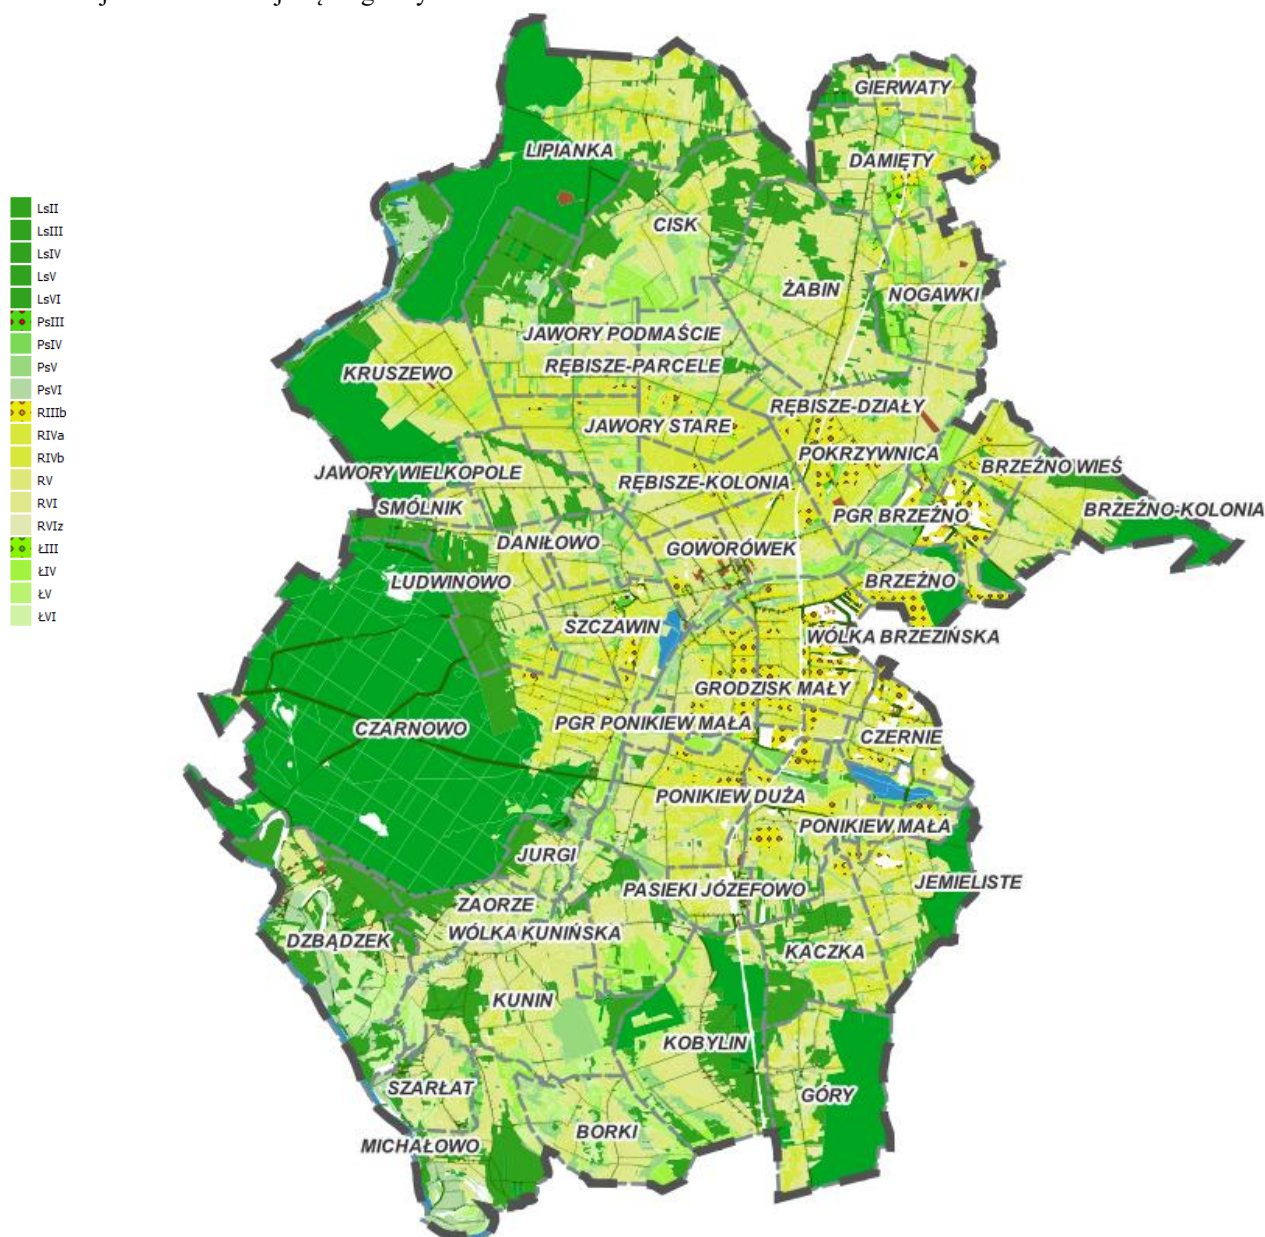 LsII
LsIII
LsIV
LsV
LsVI
PsIII
PsIV
PsV
PsVI
RIIIb
RIVa
RIVb
RV
RVI
RVIz
ŁIII
ŁIV
ŁV
ŁVI
GIERWATY
LIPIANKA
DAMIĘTY
CISK
ŻABIN
NOGAWKI
JAWORY PODMAŚCIE
RĘBISZE-PARCELE
KRUSZEWO
RĘBISZE-DZIAŁY
JAWORY STARE
POKRZYWNICA
BRZEŹNO WIEŚ
JAWORY WIELKOPOLE
RĘBISZE-KOLONIA
SMÓLNIK
PGR BRZEŹNO
BRZEŹNO-KOLONIA
DANIŁOWO
GOWORÓWEK
LUDWINOWO
BRZEŹNO
SZCZAWIN
WÓLKA BRZEZIŃSKA
GRODZISK MAŁY
CZARNOWO
PGR PONIKIEW MAŁA
CZERNIE
PONIKIEW DUŻA
PONIKIEW MAŁA
JURGI
PASIEKI JÓZEFOWO
JEMIELISTE
ZAORZE
WÓLKA KUNIŃSKA
DZBĄDZEK
KACZKA
KUNIN
KOBYLIN
SZARŁAT
GÓRY
BORKI
MICHAŁOWO